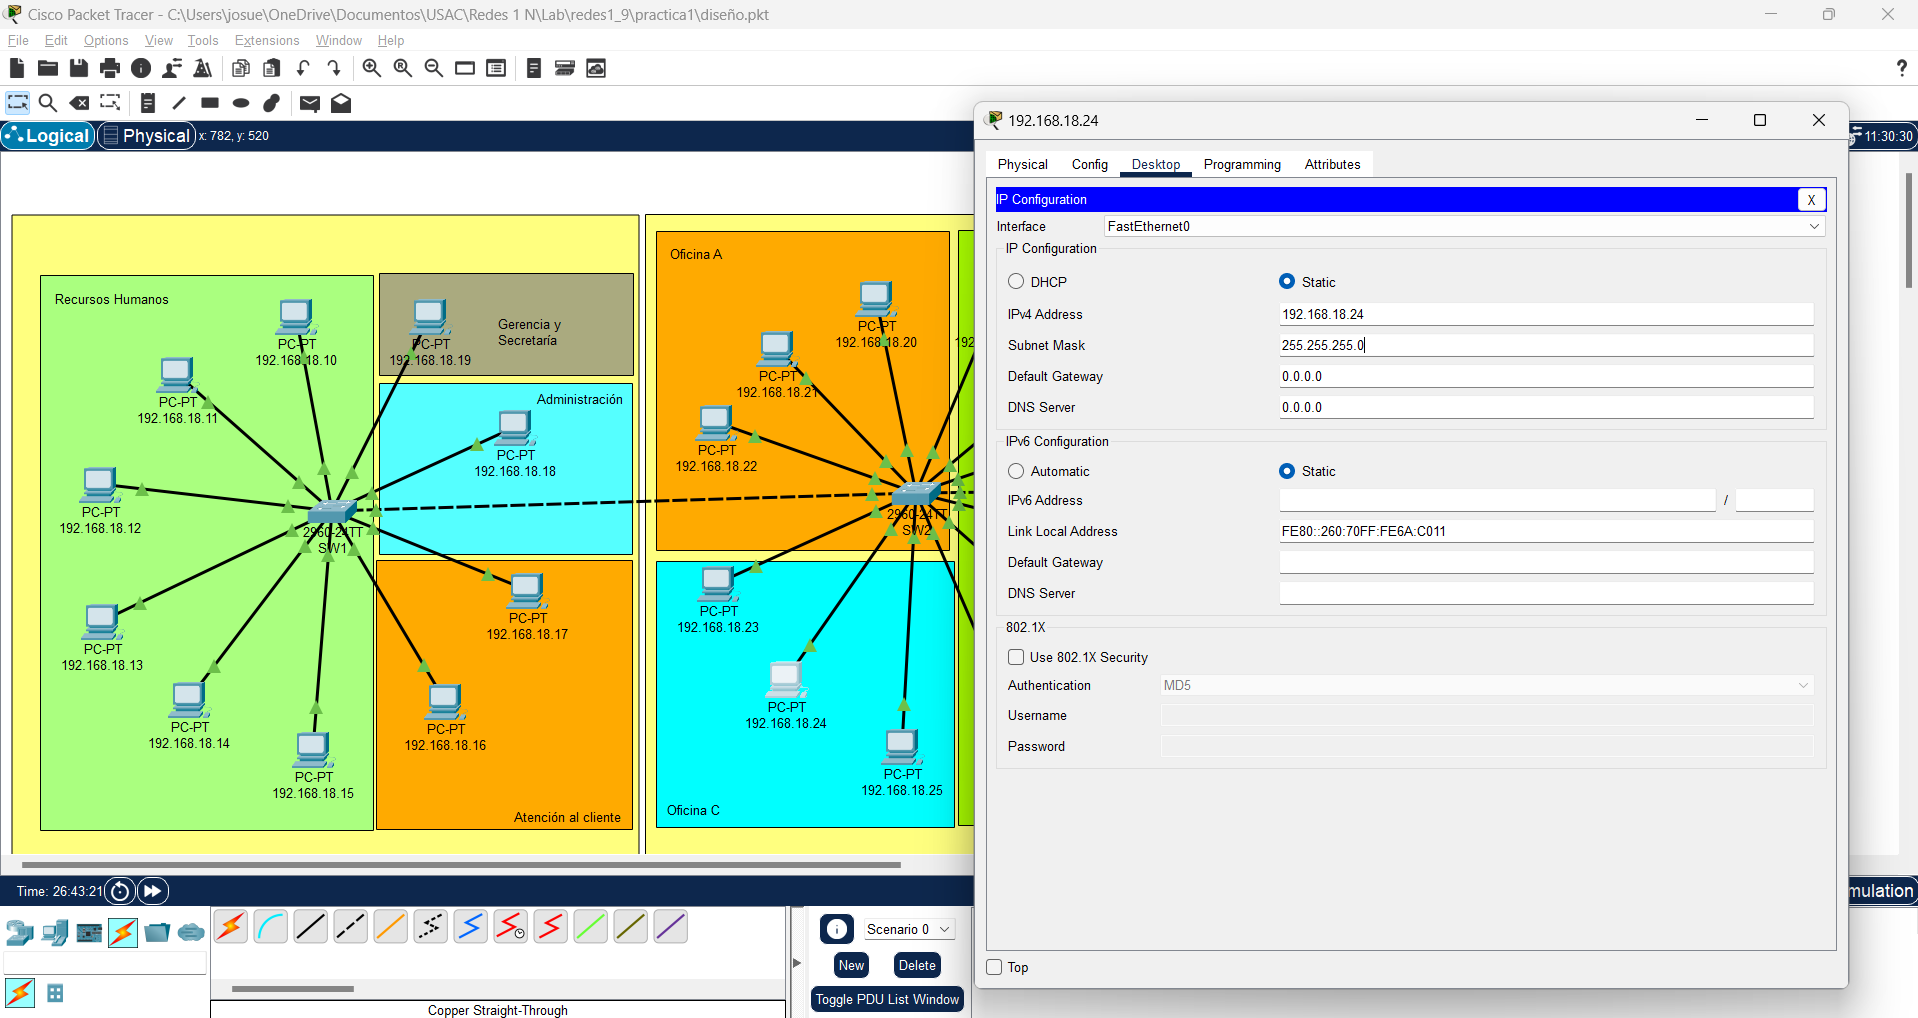 Cisco Packet Tracer - C:\Users\josue\OneDrive\Documentos\USAC\Redes 1 N\Lab\redes1_9\practica1\diseño.pkt
File Edit Options View Tools Extensions Window Help
Logical Physical x: 782, y: 520
11:30:30
Recursos Humanos
PC-PT
192.168.18.10
PC-PT
192.168.18.11
PC-PT
192.168.18.12
PC-PT
192.168.18.13
PC-PT
192.168.18.14
PC-PT
192.168.18.15
2960-24TT
SW1
PC-PT
192.168.18.19
Gerencia y
Secretaría
Administración
PC-PT
192.168.18.18
PC-PT
192.168.18.17
PC-PT
192.168.18.16
Atención al cliente
Oficina A
PC-PT
192.168.18.20
PC-PT
192.168.18.21
PC-PT
192.168.18.22
2960-24TT
SW2
192
PC-PT
192.168.18.23
PC-PT
192.168.18.24
PC-PT
192.168.18.25
Oficina C
192.168.18.24
Physical Config Desktop Programming Attributes
IP Configuration X
Interface FastEthernet0
IP Configuration
DHCP Static
IPv4 Address 192.168.18.24
Subnet Mask 255.255.255.0
Default Gateway 0.0.0.0
DNS Server 0.0.0.0
IPv6 Configuration
Automatic Static
IPv6 Address /
Link Local Address FE80::260:70FF:FE6A:C011
Default Gateway
DNS Server
802.1X
Use 802.1X Security
Authentication MD5
Username
Password
Top
Time: 26:43:21
mulation
Scenario 0
New Delete
Toggle PDU List Window
Copper Straight-Through